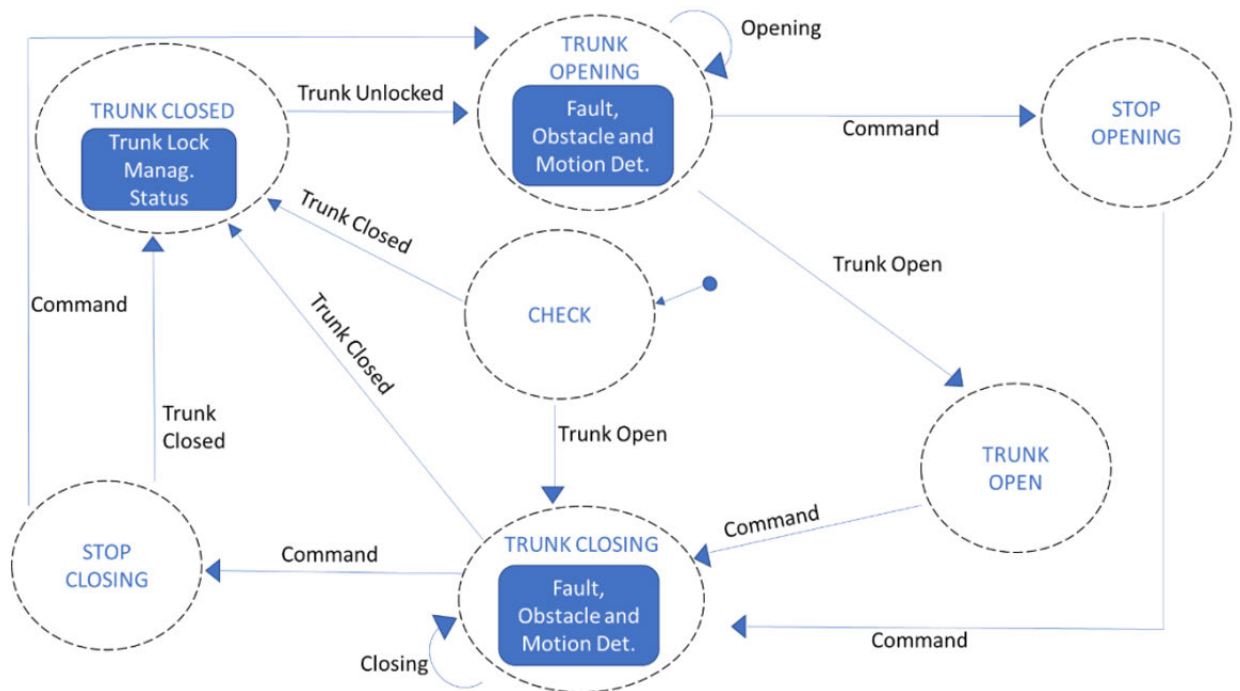 Opening
TRUNK
OPENING
Fault,
Obstacle and
Motion Det.
TRUNK CLOSED
Trunk Lock
Manag.
Status
Trunk Unlocked
Command
STOP
OPENING
Trunk Closed
Trunk Open
Command
CHECK
Trunk Closed
Trunk
Closed
Trunk Open
TRUNK
OPEN
Command
STOP
CLOSING
Command
TRUNK CLOSING
Fault,
Obstacle and
Motion Det.
Command
Closing